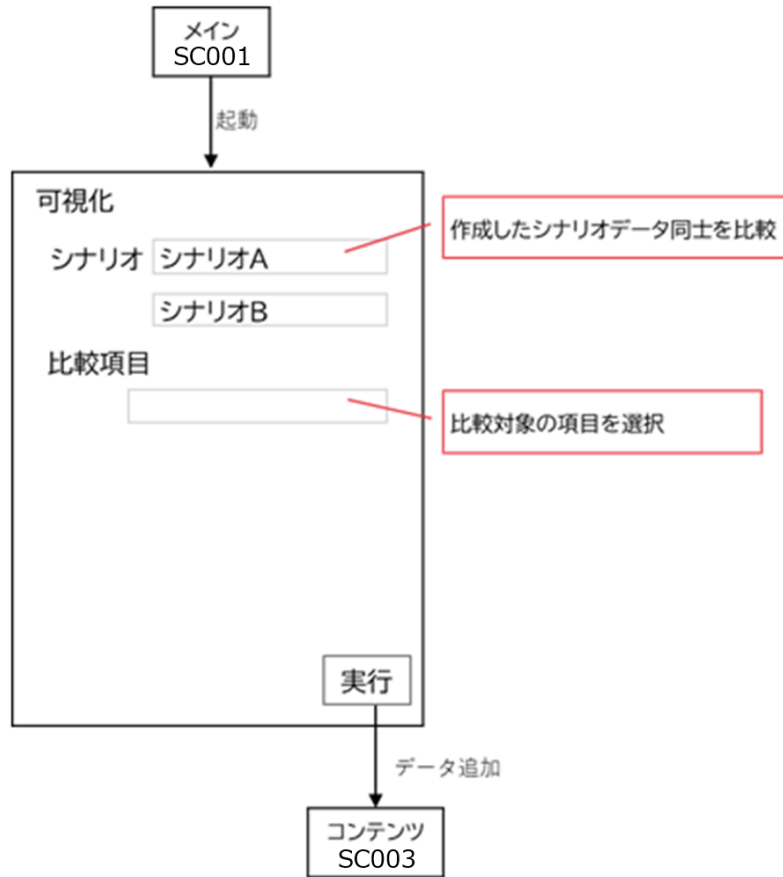 メイン
SC001
起動
可視化
作成したシナリオデータ同士を比較
シナリオ シナリオA
シナリオB
比較項目
比較対象の項目を選択
実行
データ追加
コンテンツ
SC003